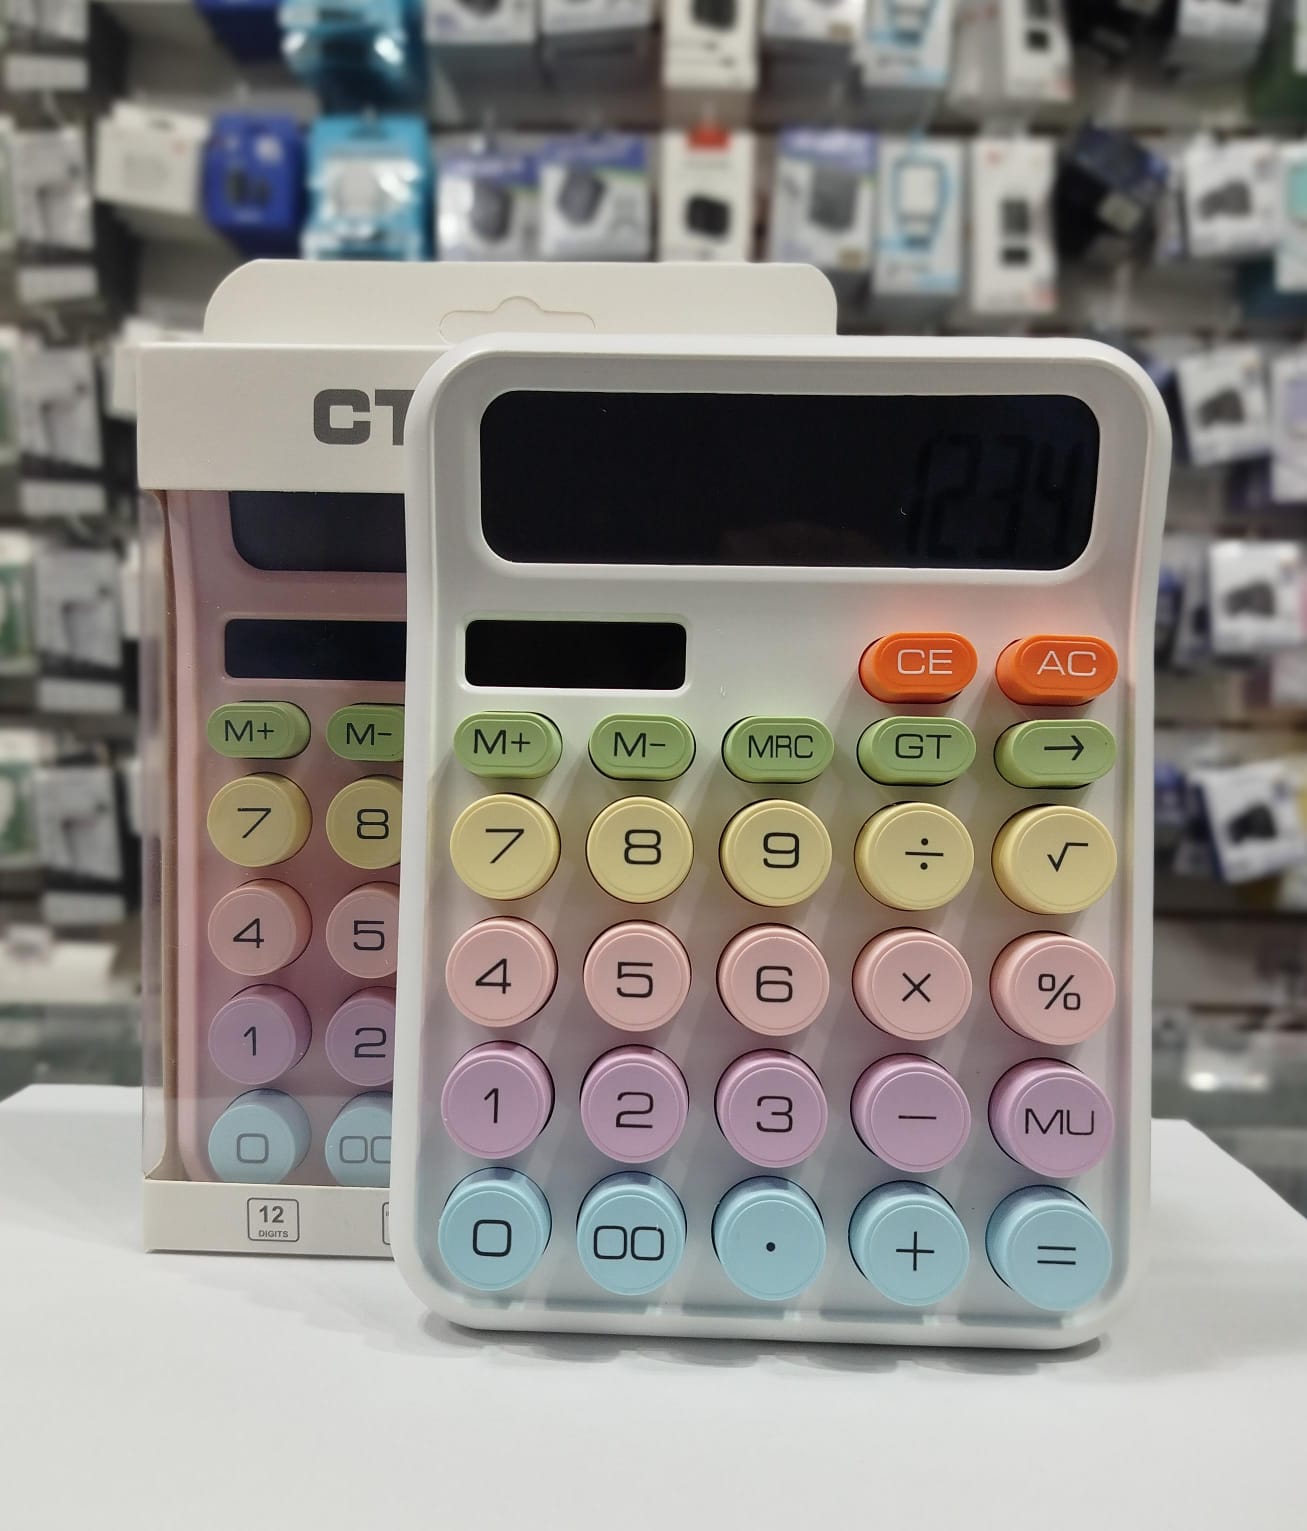 CT
1234
CE AC
M+ M- MRC GT →
7 8 9 ÷ √
4 5 6 × %
1 2 3 − MU
0 00 . + =
M+ M-
7 8
4 5
1 2
0 00
12
DIGITS